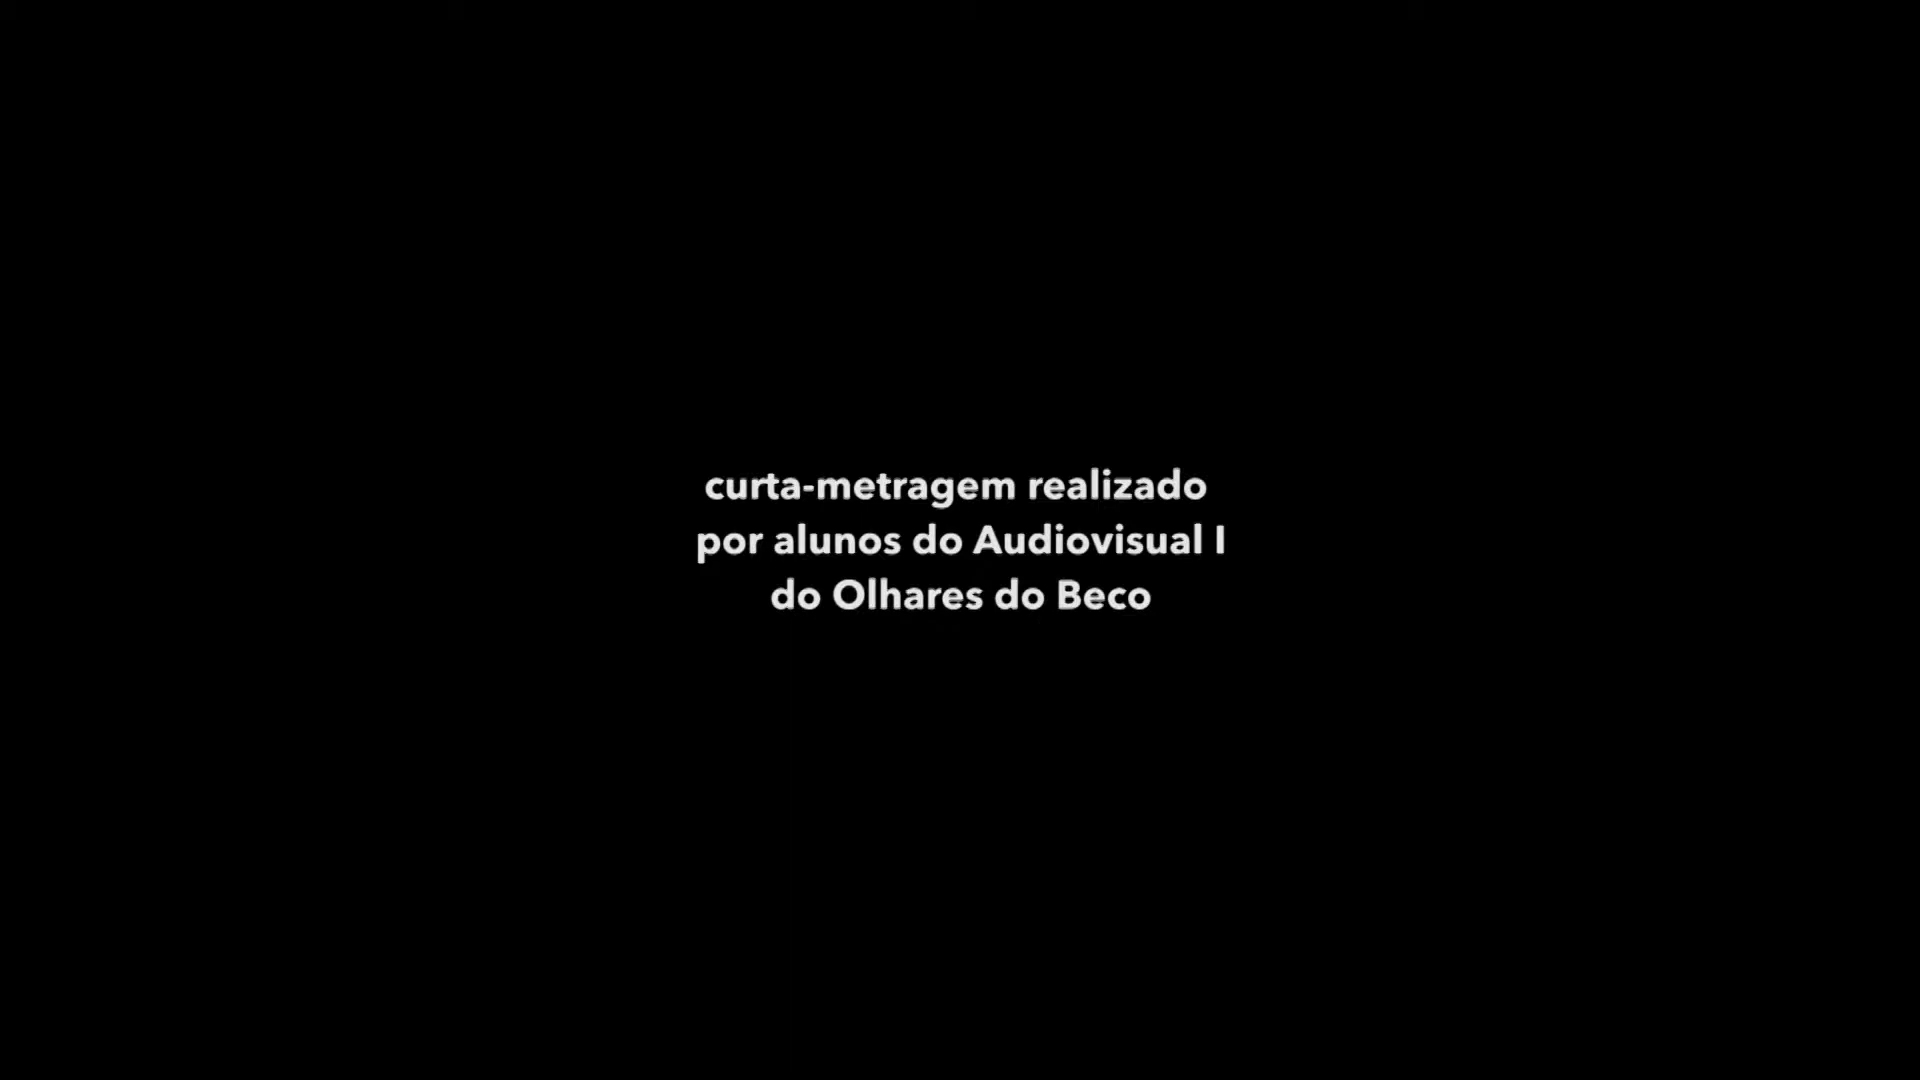 curta-metragem realizado
por alunos do Audiovisual I
do Olhares do Beco